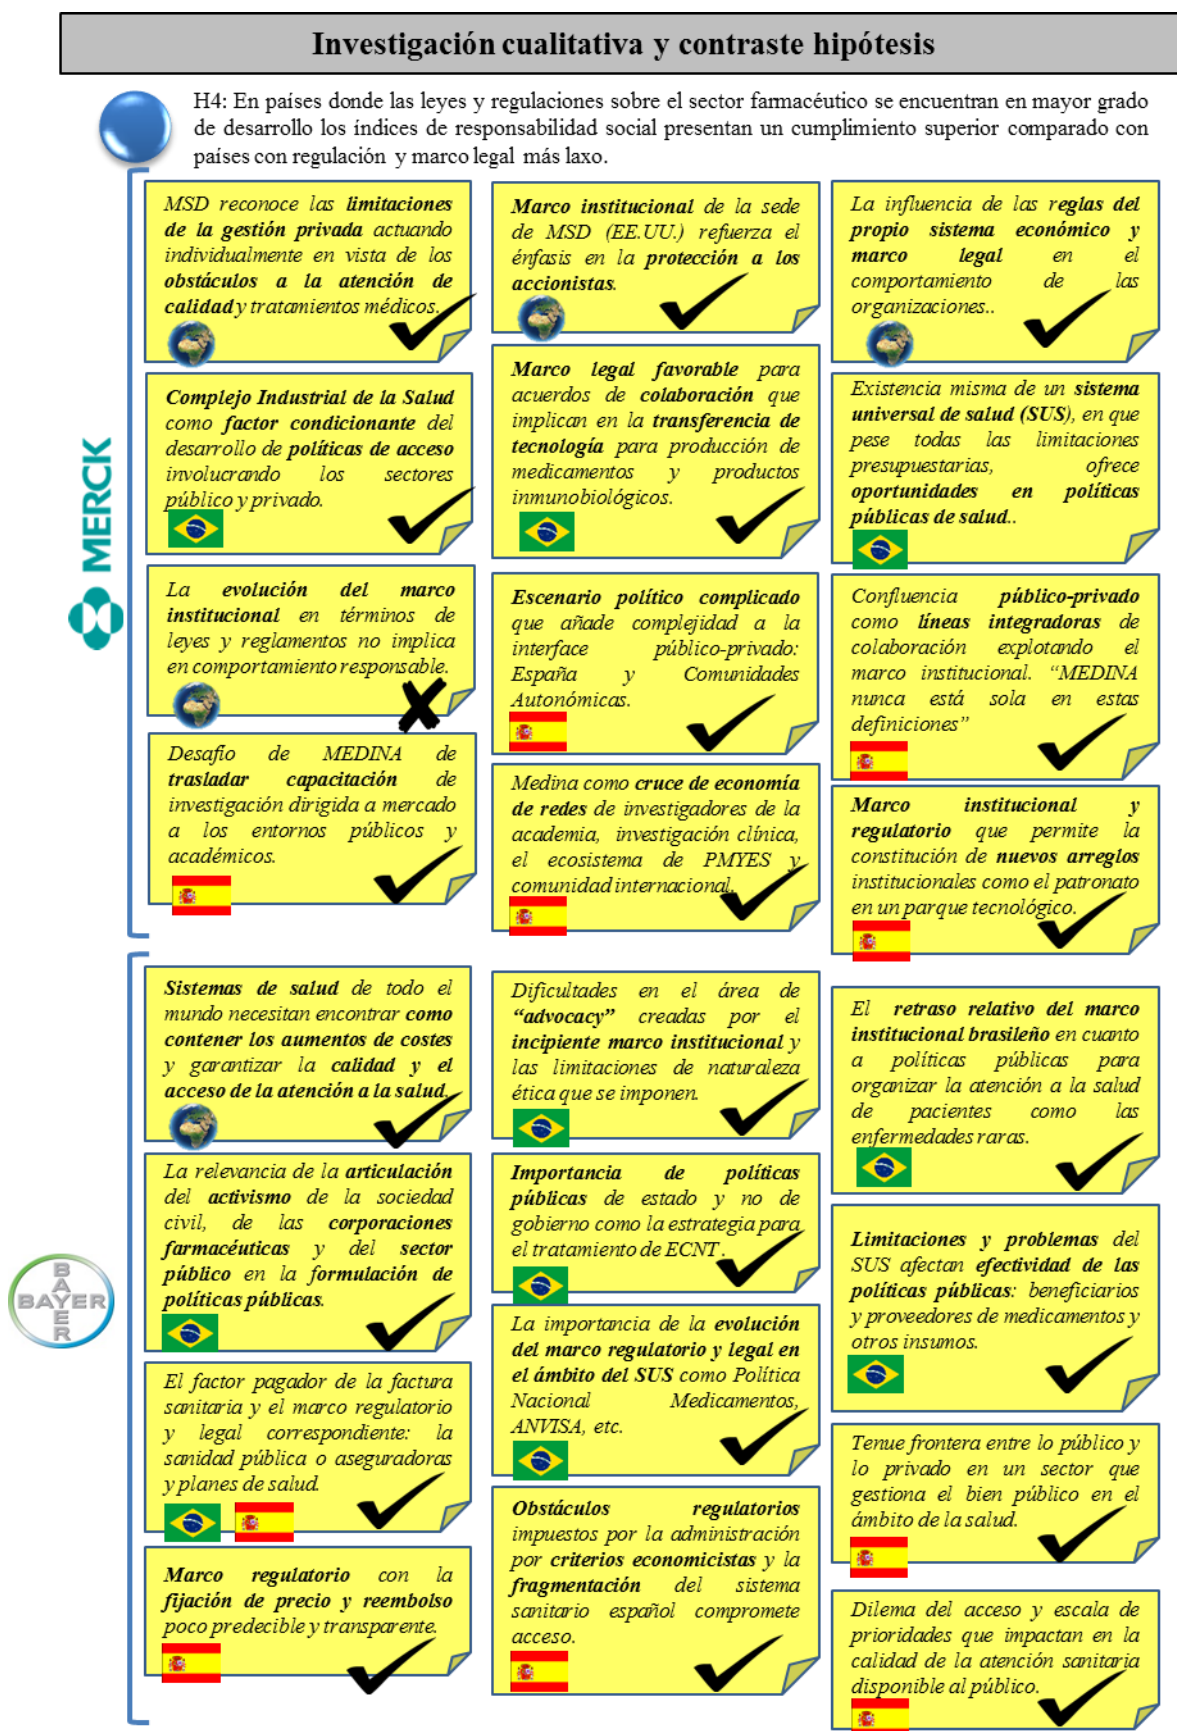 Investigación cualitativa y contraste hipótesis
H4: En países donde las leyes y regulaciones sobre el sector farmacéutico se encuentran en mayor grado
de desarrollo los índices de responsabilidad social presentan un cumplimiento superior comparado con
países con regulación y marco legal más laxo.
MERCK
MSD reconoce las limitaciones
de la gestión privada actuando
individualmente en vista de los
obstáculos a la atención de
calidad y tratamientos médicos.
Marco institucional de la sede
de MSD (EE.UU.) refuerza el
énfasis en la protección a los
accionistas.
La influencia de las reglas del
propio sistema económico y
marco legal en el
comportamiento de las
organizaciones..
Complejo Industrial de la Salud
como factor condicionante del
desarrollo de políticas de acceso
involucrando los sectores
público y privado.
Marco legal favorable para
acuerdos de colaboración que
implican en la transferencia de
tecnología para producción de
medicamentos y productos
inmunobiológicos.
Existencia misma de un sistema
universal de salud (SUS), en que
pese todas las limitaciones
presupuestarias, ofrece
oportunidades en políticas
públicas de salud..
La evolución del marco
institucional en términos de
leyes y reglamentos no implica
en comportamiento responsable.
Escenario político complicado
que añade complejidad a la
interface público-privado:
España y Comunidades
Autonómicas.
Confluencia público-privado
como líneas integradoras de
colaboración explotando el
marco institucional. “MEDINA
nunca está sola en estas
definiciones”
Desafío de MEDINA de
trasladar capacitación de
investigación dirigida a mercado
a los entornos públicos y
académicos.
Medina como cruce de economía
de redes de investigadores de la
academia, investigación clínica,
el ecosistema de PMYES y
comunidad internacional.
Marco institucional y
regulatorio que permite la
constitución de nuevos arreglos
institucionales como el patronato
en un parque tecnológico.
BAYER
BAYER
Sistemas de salud de todo el
mundo necesitan encontrar como
contener los aumentos de costes
y garantizar la calidad y el
acceso de la atención a la salud.
Dificultades en el área de
“advocacy” creadas por el
incipiente marco institucional y
las limitaciones de naturaleza
ética que se imponen.
El retraso relativo del marco
institucional brasileño en cuanto
a políticas públicas para
organizar la atención a la salud
de pacientes como las
enfermedades raras.
La relevancia de la articulación
del activismo de la sociedad
civil, de las corporaciones
farmacéuticas y del sector
público en la formulación de
políticas públicas.
Importancia de políticas
públicas de estado y no de
gobierno como la estrategia para
el tratamiento de ECNT.
Limitaciones y problemas del
SUS afectan efectividad de las
políticas públicas: beneficiarios
y proveedores de medicamentos y
otros insumos.
La importancia de la evolución
del marco regulatorio y legal en
el ámbito del SUS como Política
Nacional Medicamentos,
ANVISA, etc.
El factor pagador de la factura
sanitaria y el marco regulatorio
y legal correspondiente: la
sanidad pública o aseguradoras
y planes de salud.
Tenue frontera entre lo público y
lo privado en un sector que
gestiona el bien público en el
ámbito de la salud.
Obstáculos regulatorios
impuestos por la administración
por criterios economicistas y la
fragmentación del sistema
sanitario español compromete
acceso.
Marco regulatorio con la
fijación de precio y reembolso
poco predecible y transparente.
Dilema del acceso y escala de
prioridades que impactan en la
calidad de la atención sanitaria
disponible al público.